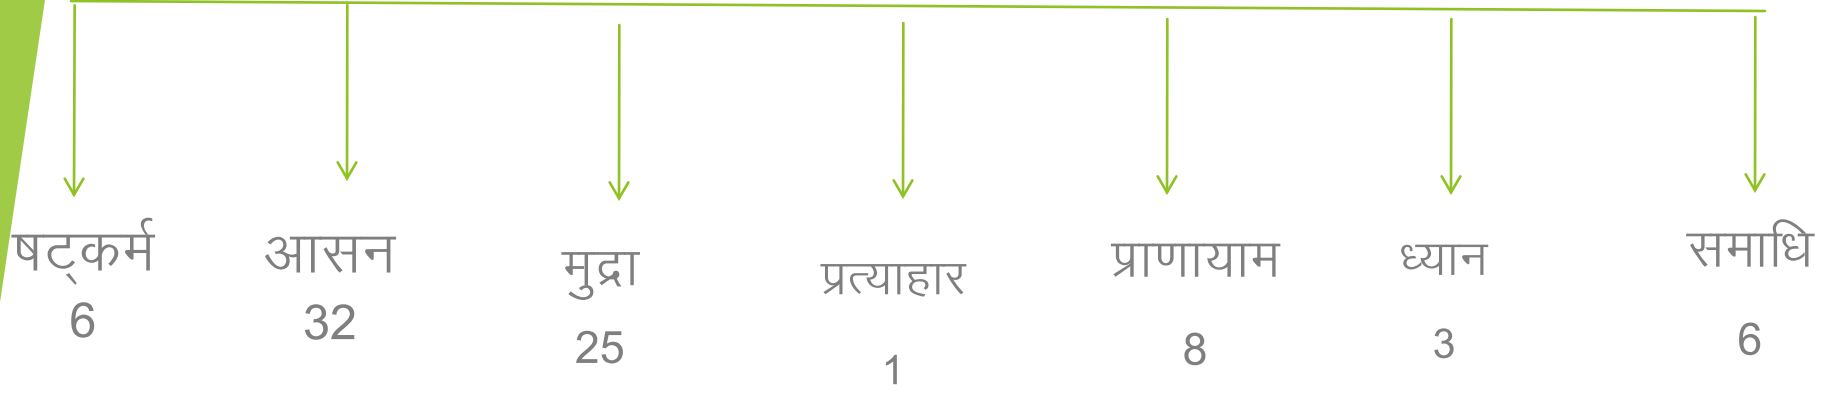 षट्कर्म
6
आसन
32
मुद्रा
25
प्रत्याहार
1
प्राणायाम
8
ध्यान
3
समाधि
6